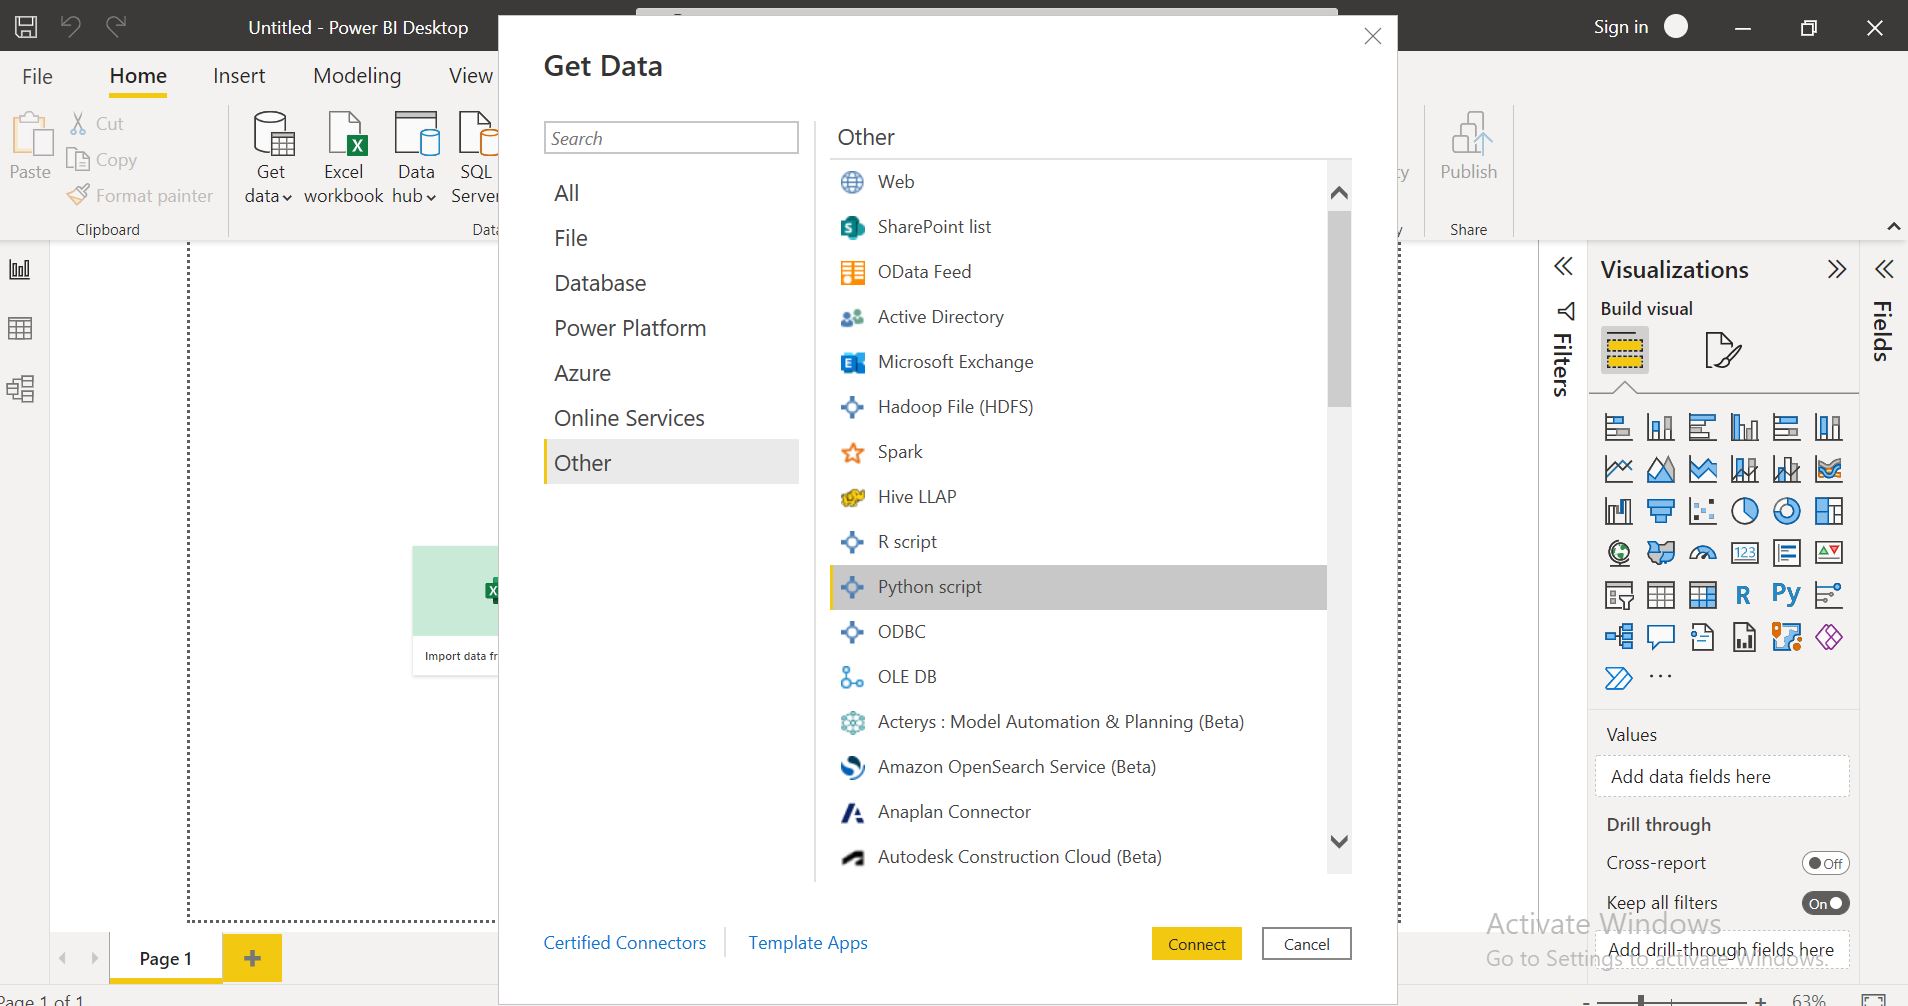 Untitled - Power BI Desktop
Sign in
File
Home
Insert
Modeling
View
Paste
Cut
Copy
Format painter
Clipboard
Get
data
Excel
workbook
Data
hub
SQL
Server
Publish
Share
Get Data
Search
All
File
Database
Power Platform
Azure
Online Services
Other
Other
Web
SharePoint list
OData Feed
Active Directory
Microsoft Exchange
Hadoop File (HDFS)
Spark
Hive LLAP
R script
Python script
ODBC
OLE DB
Acterys : Model Automation & Planning (Beta)
Amazon OpenSearch Service (Beta)
Anaplan Connector
Autodesk Construction Cloud (Beta)
Certified Connectors
Template Apps
Connect
Cancel
Import data fr
Filters
Visualizations
Build visual
Fields
123
R
Py
Values
Add data fields here
Drill through
Cross-report
Off
Keep all filters
On
Add drill-through fields here
Activate Windows
Go to Settings to activate Windows.
Page 1
Page 1 of 1
63%